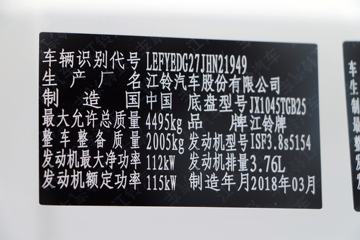 车辆识别代号 LEFYEDG27JHN21949
生产厂名 江铃汽车股份有限公司
制造国 中国 底盘型号 JX1045TGB25
最大允许总质量 4495kg 品牌 江铃牌
整车整备质量 2005kg 发动机型号 ISF3.8s5154
发动机最大净功率 112kW 发动机排量 3.76L
发动机额定功率 115kW 制造年月 2018年03月